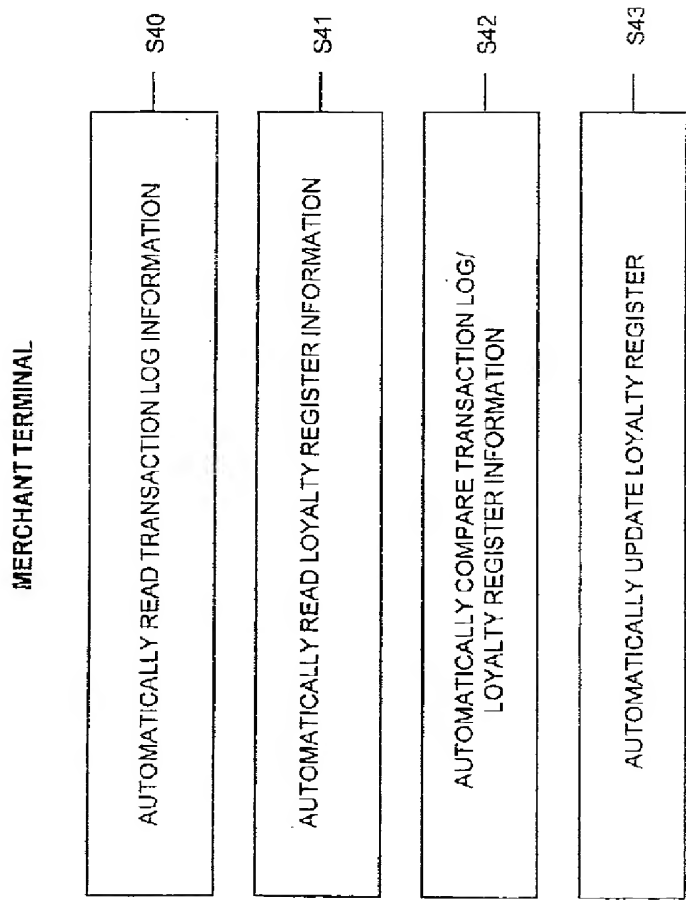 MERCHANT TERMINAL
AUTOMATICALLY READ TRANSACTION LOG INFORMATION
S40
AUTOMATICALLY READ LOYALTY REGISTER INFORMATION
S41
AUTOMATICALLY COMPARE TRANSACTION LOG/
LOYALTY REGISTER INFORMATION
S42
AUTOMATICALLY UPDATE LOYALTY REGISTER
S43